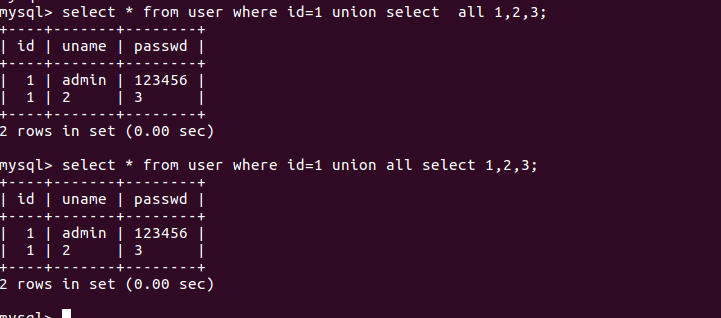 mysql> select * from user where id=1 union select  all 1,2,3;
+----+-------+--------+
| id | uname | passwd |
+----+-------+--------+
|  1 | admin | 123456 |
|  1 | 2     | 3      |
+----+-------+--------+
2 rows in set (0.00 sec)
mysql> select * from user where id=1 union all select 1,2,3;
+----+-------+--------+
| id | uname | passwd |
+----+-------+--------+
|  1 | admin | 123456 |
|  1 | 2     | 3      |
+----+-------+--------+
2 rows in set (0.00 sec)
mysql>